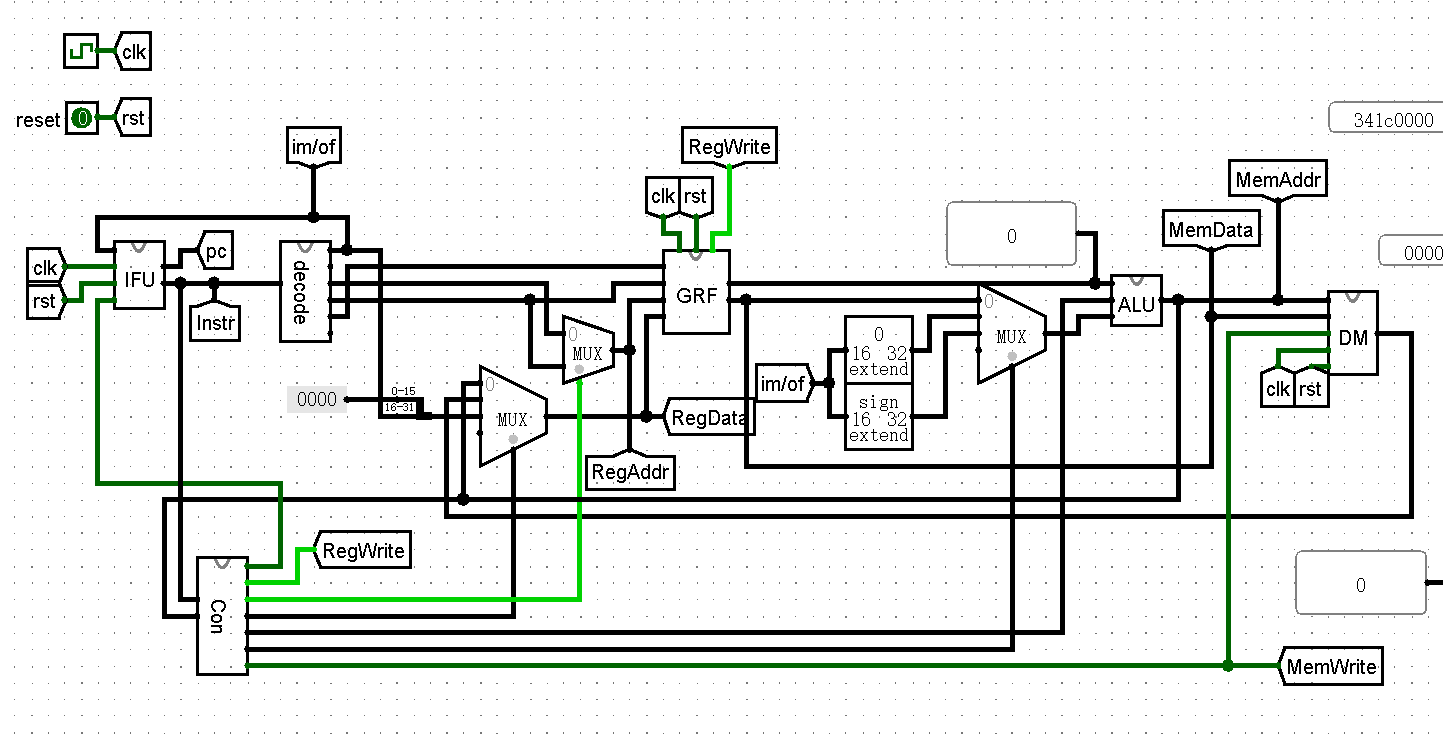 clk
reset 0 rst
341c0000
im/of
RegWrite
MemAddr
clk rst
MemData
pc
0
0000
clk
IFU
decode
GRF
ALU
rst
Instr
0
MUX
0
MUX
0
16 32
extend
DM
im/of
clk rst
0-15
0000
16-31
0
MUX
RegData
sign
16 32
extend
RegAddr
RegWrite
Con
0
MemWrite